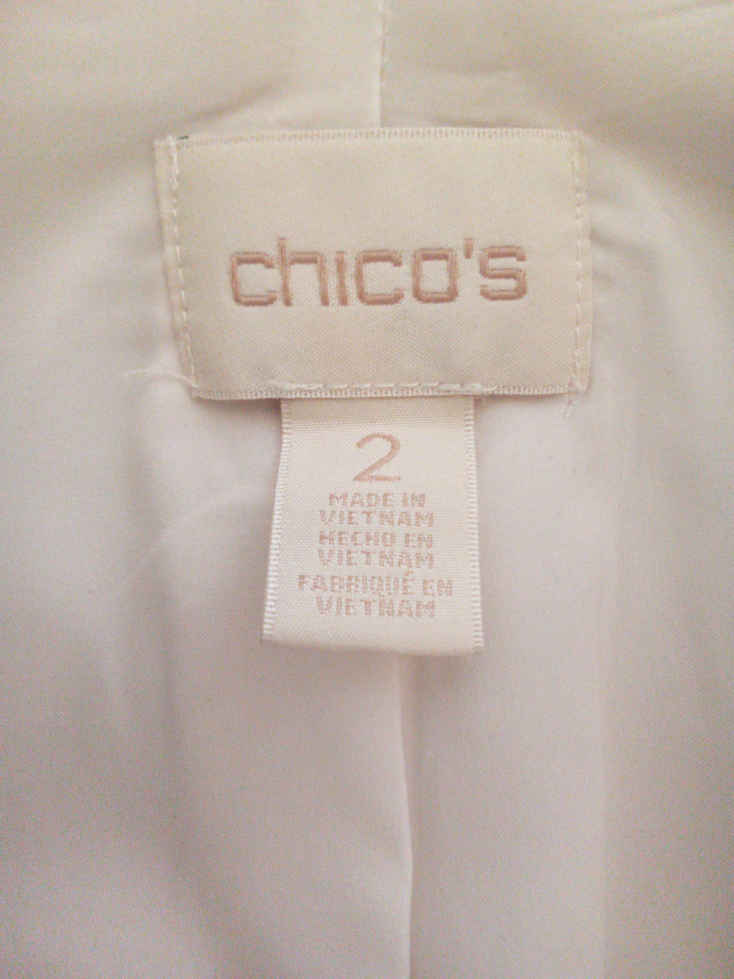 chico's
2
MADE IN
VIETNAM
HECHO EN
VIETNAM
FABRIQUÉ EN
VIETNAM